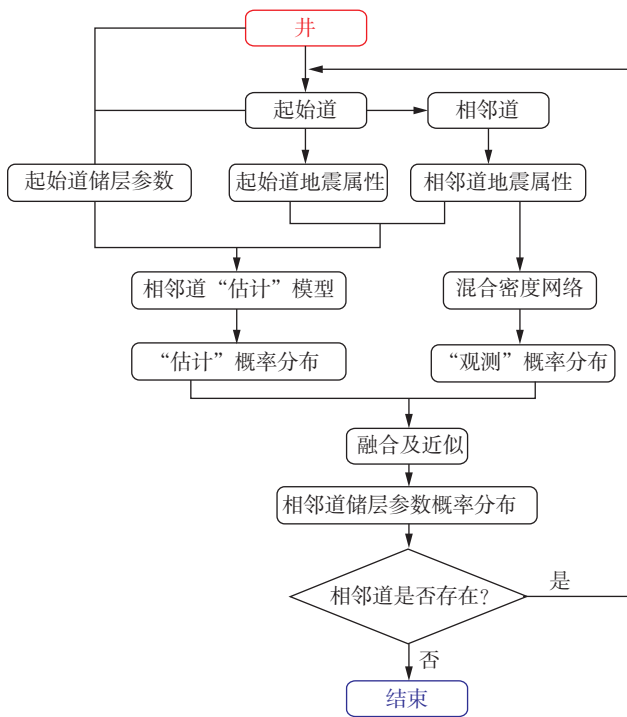 井
起始道
相邻道
起始道储层参数
起始道地震属性
相邻道地震属性
相邻道“估计”模型
混合密度网络
“估计”概率分布
“观测”概率分布
融合及近似
相邻道储层参数概率分布
相邻道是否存在?
是
否
结束